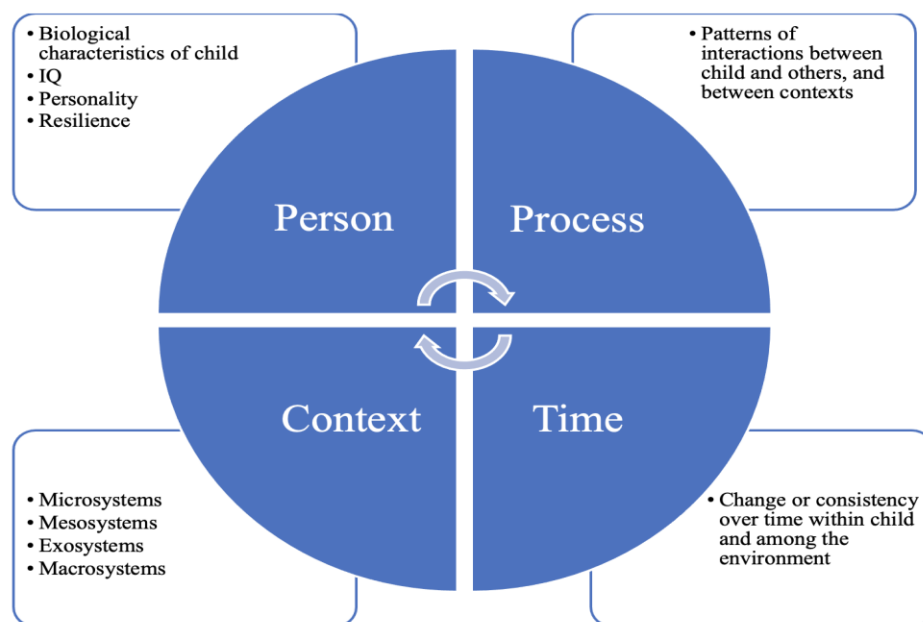 • Biological
characteristics of child
• IQ
• Personality
• Resilience
• Patterns of
interactions between
child and others, and
between contexts
Person
Process
Context
Time
• Microsystems
• Mesosystems
• Exosystems
• Macrosystems
• Change or consistency
over time within child
and among the
environment